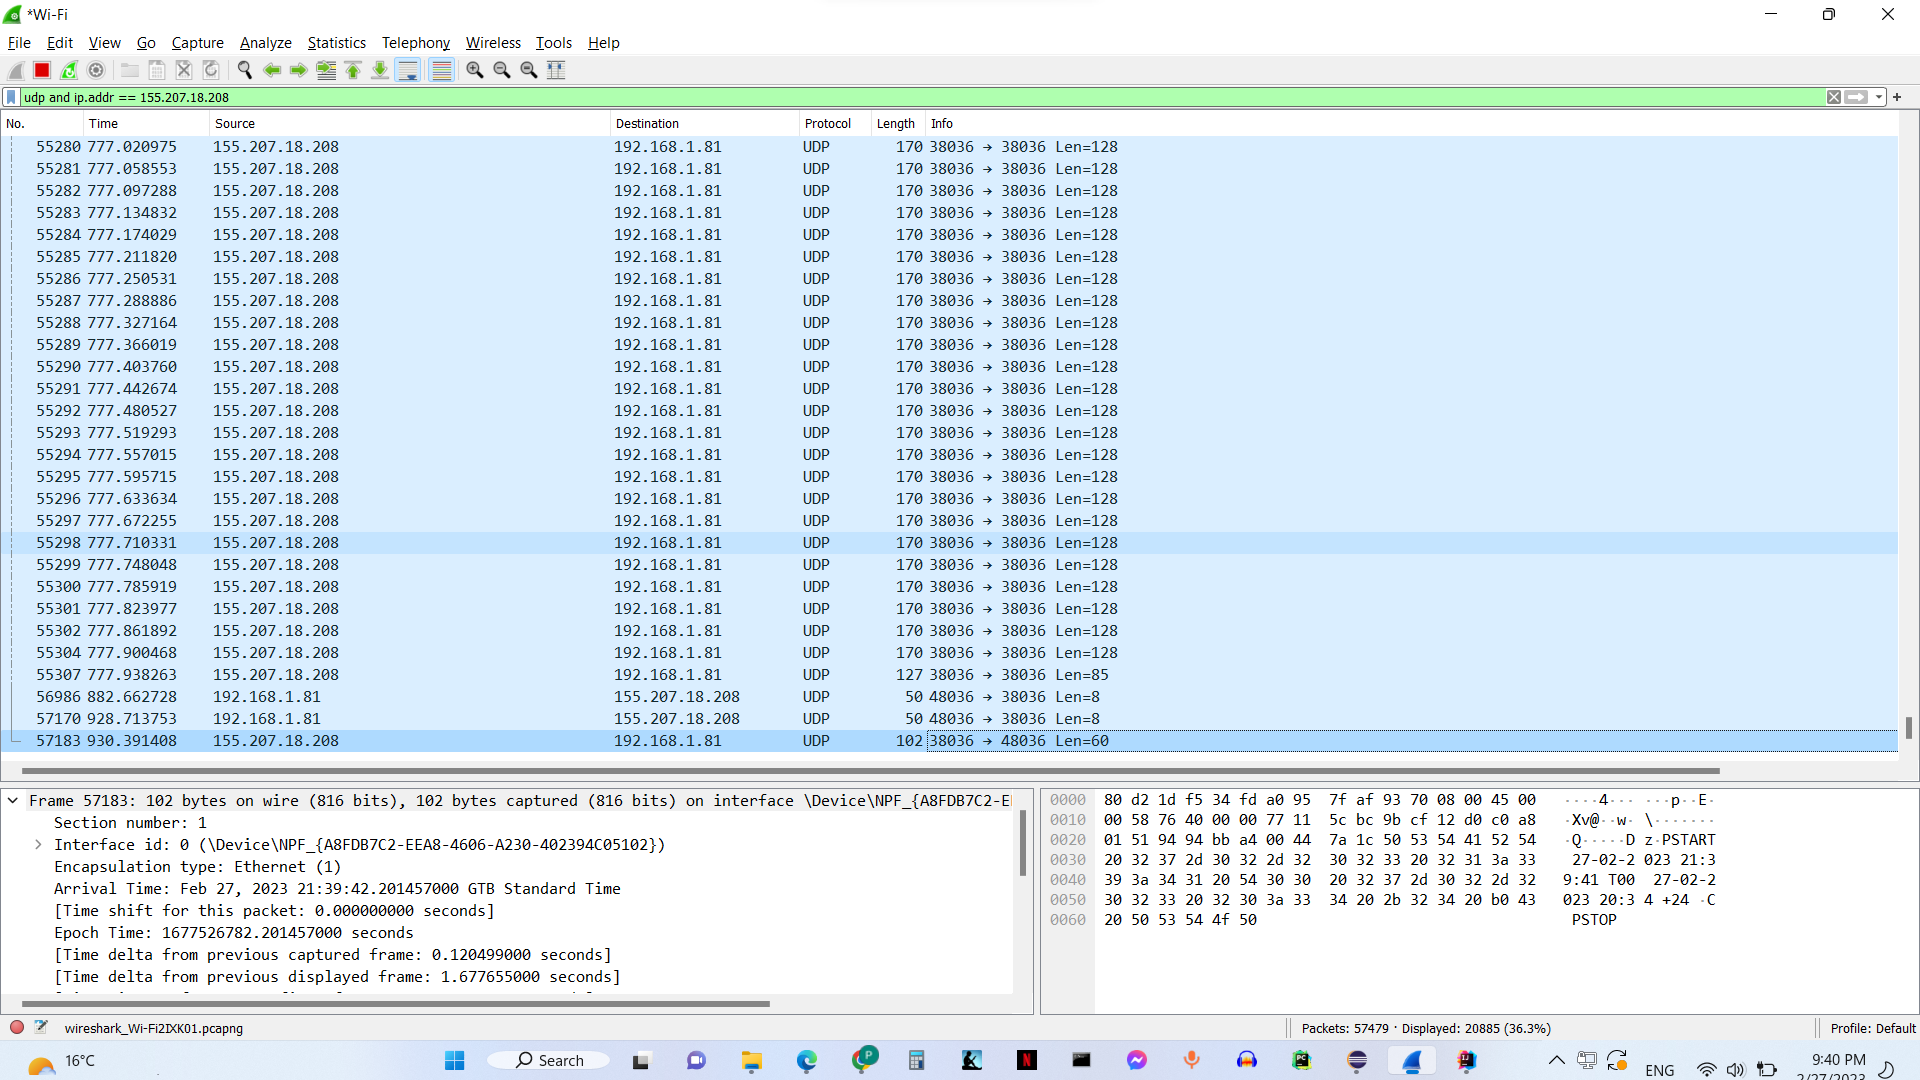 *Wi-Fi
File Edit View Go Capture Analyze Statistics Telephony Wireless Tools Help
udp and ip.addr == 155.207.18.208
No. Time Source Destination Protocol Length Info
55280 777.020975 155.207.18.208 192.168.1.81 UDP 170 38036 → 38036 Len=128
55281 777.058553 155.207.18.208 192.168.1.81 UDP 170 38036 → 38036 Len=128
55282 777.097288 155.207.18.208 192.168.1.81 UDP 170 38036 → 38036 Len=128
55283 777.134832 155.207.18.208 192.168.1.81 UDP 170 38036 → 38036 Len=128
55284 777.174029 155.207.18.208 192.168.1.81 UDP 170 38036 → 38036 Len=128
55285 777.211820 155.207.18.208 192.168.1.81 UDP 170 38036 → 38036 Len=128
55286 777.250531 155.207.18.208 192.168.1.81 UDP 170 38036 → 38036 Len=128
55287 777.288886 155.207.18.208 192.168.1.81 UDP 170 38036 → 38036 Len=128
55288 777.327164 155.207.18.208 192.168.1.81 UDP 170 38036 → 38036 Len=128
55289 777.366019 155.207.18.208 192.168.1.81 UDP 170 38036 → 38036 Len=128
55290 777.403760 155.207.18.208 192.168.1.81 UDP 170 38036 → 38036 Len=128
55291 777.442674 155.207.18.208 192.168.1.81 UDP 170 38036 → 38036 Len=128
55292 777.480527 155.207.18.208 192.168.1.81 UDP 170 38036 → 38036 Len=128
55293 777.519293 155.207.18.208 192.168.1.81 UDP 170 38036 → 38036 Len=128
55294 777.557015 155.207.18.208 192.168.1.81 UDP 170 38036 → 38036 Len=128
55295 777.595715 155.207.18.208 192.168.1.81 UDP 170 38036 → 38036 Len=128
55296 777.633634 155.207.18.208 192.168.1.81 UDP 170 38036 → 38036 Len=128
55297 777.672255 155.207.18.208 192.168.1.81 UDP 170 38036 → 38036 Len=128
55298 777.710331 155.207.18.208 192.168.1.81 UDP 170 38036 → 38036 Len=128
55299 777.748048 155.207.18.208 192.168.1.81 UDP 170 38036 → 38036 Len=128
55300 777.785919 155.207.18.208 192.168.1.81 UDP 170 38036 → 38036 Len=128
55301 777.823977 155.207.18.208 192.168.1.81 UDP 170 38036 → 38036 Len=128
55302 777.861892 155.207.18.208 192.168.1.81 UDP 170 38036 → 38036 Len=128
55304 777.900468 155.207.18.208 192.168.1.81 UDP 170 38036 → 38036 Len=128
55307 777.938263 155.207.18.208 192.168.1.81 UDP 127 38036 → 38036 Len=85
56986 882.662728 192.168.1.81 155.207.18.208 UDP 50 48036 → 38036 Len=8
57170 928.713753 192.168.1.81 155.207.18.208 UDP 50 48036 → 38036 Len=8
57183 930.391408 155.207.18.208 192.168.1.81 UDP 102 38036 → 48036 Len=60
Frame 57183: 102 bytes on wire (816 bits), 102 bytes captured (816 bits) on interface \Device\NPF_{A8FDB7C2-E
Section number: 1
Interface id: 0 (\Device\NPF_{A8FDB7C2-EEA8-4606-A230-402394C05102})
Encapsulation type: Ethernet (1)
Arrival Time: Feb 27, 2023 21:39:42.201457000 GTB Standard Time
[Time shift for this packet: 0.000000000 seconds]
Epoch Time: 1677526782.201457000 seconds
[Time delta from previous captured frame: 0.120499000 seconds]
[Time delta from previous displayed frame: 1.677655000 seconds]
0000 80 d2 1d f5 34 fd a0 95 7f af 93 70 08 00 45 00 ····4··· ···p··E·
0010 00 58 76 40 00 00 77 11 5c bc 9b cf 12 d0 c0 a8 ·Xv@··w· \·······
0020 01 51 94 94 bb a4 00 44 7a 1c 50 53 54 41 52 54 ·Q·····D z·PSTART
0030 20 32 37 2d 30 32 2d 32 30 32 33 20 32 31 3a 33 27-02-2 023 21:3
0040 39 3a 34 31 20 54 30 30 20 32 37 2d 30 32 2d 32 9:41 T00 27-02-2
0050 30 32 33 20 32 30 3a 33 34 20 2b 32 34 20 b0 43 023 20:3 4 +24 ·C
0060 20 50 53 54 4f 50 PSTOP
wireshark_Wi-Fi2IXK01.pcapng
Packets: 57479 · Displayed: 20885 (36.3%)
Profile: Default
16°C
Search
ENG
9:40 PM
2/27/2023